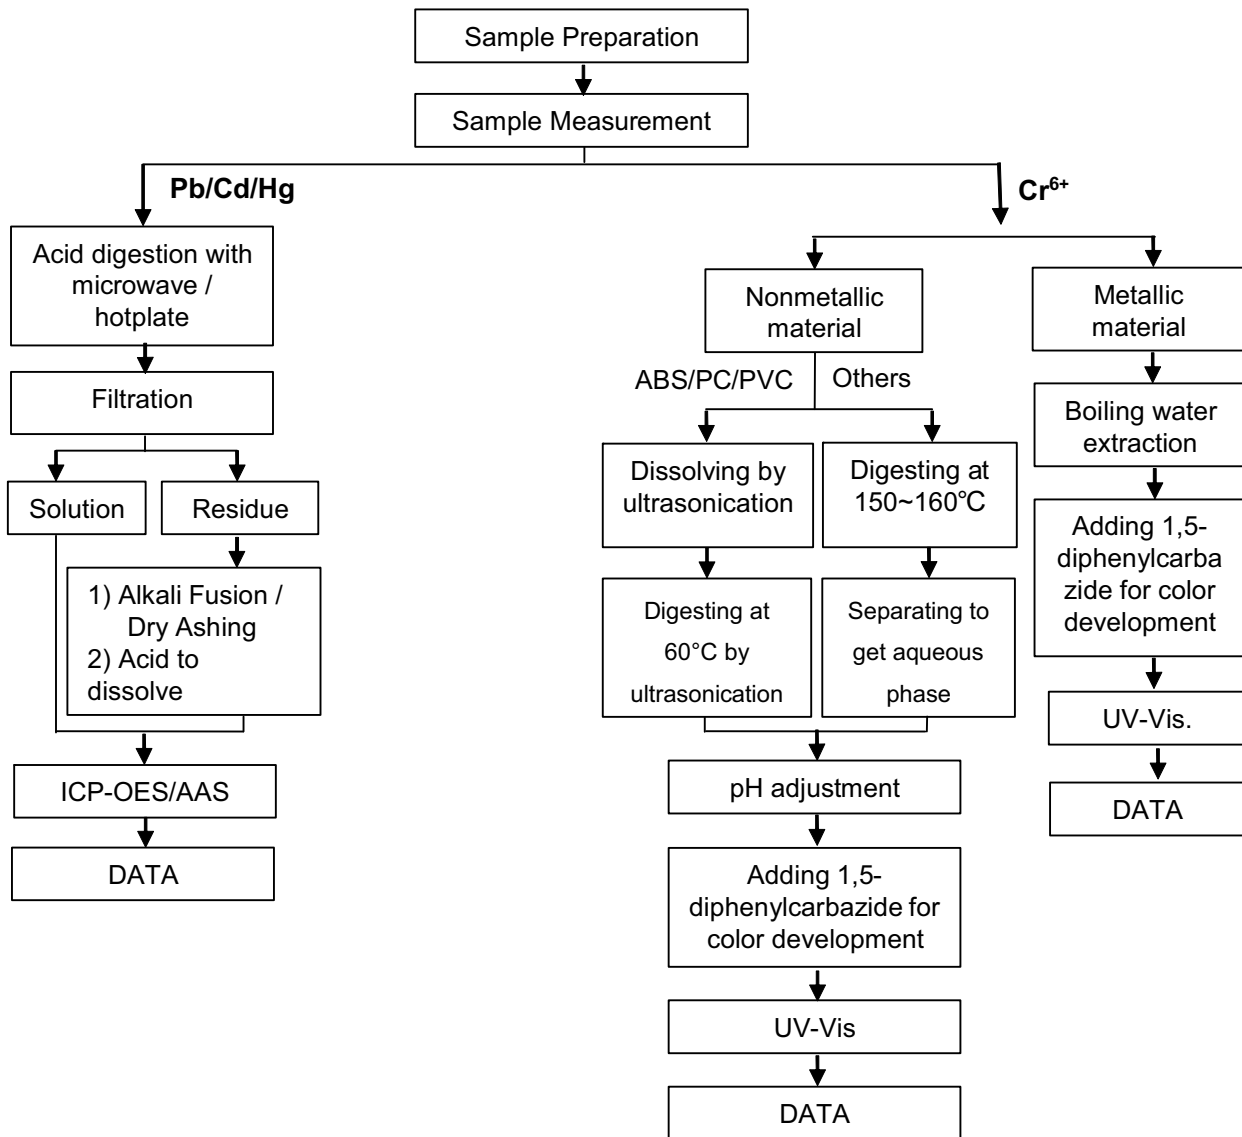 Sample Preparation
Sample Measurement
Pb/Cd/Hg
Cr⁶⁺
Acid digestion with
microwave /
hotplate
Filtration
Solution
Residue
1) Alkali Fusion /
Dry Ashing
2) Acid to
dissolve
ICP-OES/AAS
DATA
Nonmetallic
material
ABS/PC/PVC
Others
Dissolving by
ultrasonication
Digesting at
150~160℃
Digesting at
60°C by
ultrasonication
Separating to
get aqueous
phase
pH adjustment
Adding 1,5-
diphenylcarbazide for
color development
UV-Vis
DATA
Metallic
material
Boiling water
extraction
Adding 1,5-
diphenylcarba
zide for color
development
UV-Vis.
DATA